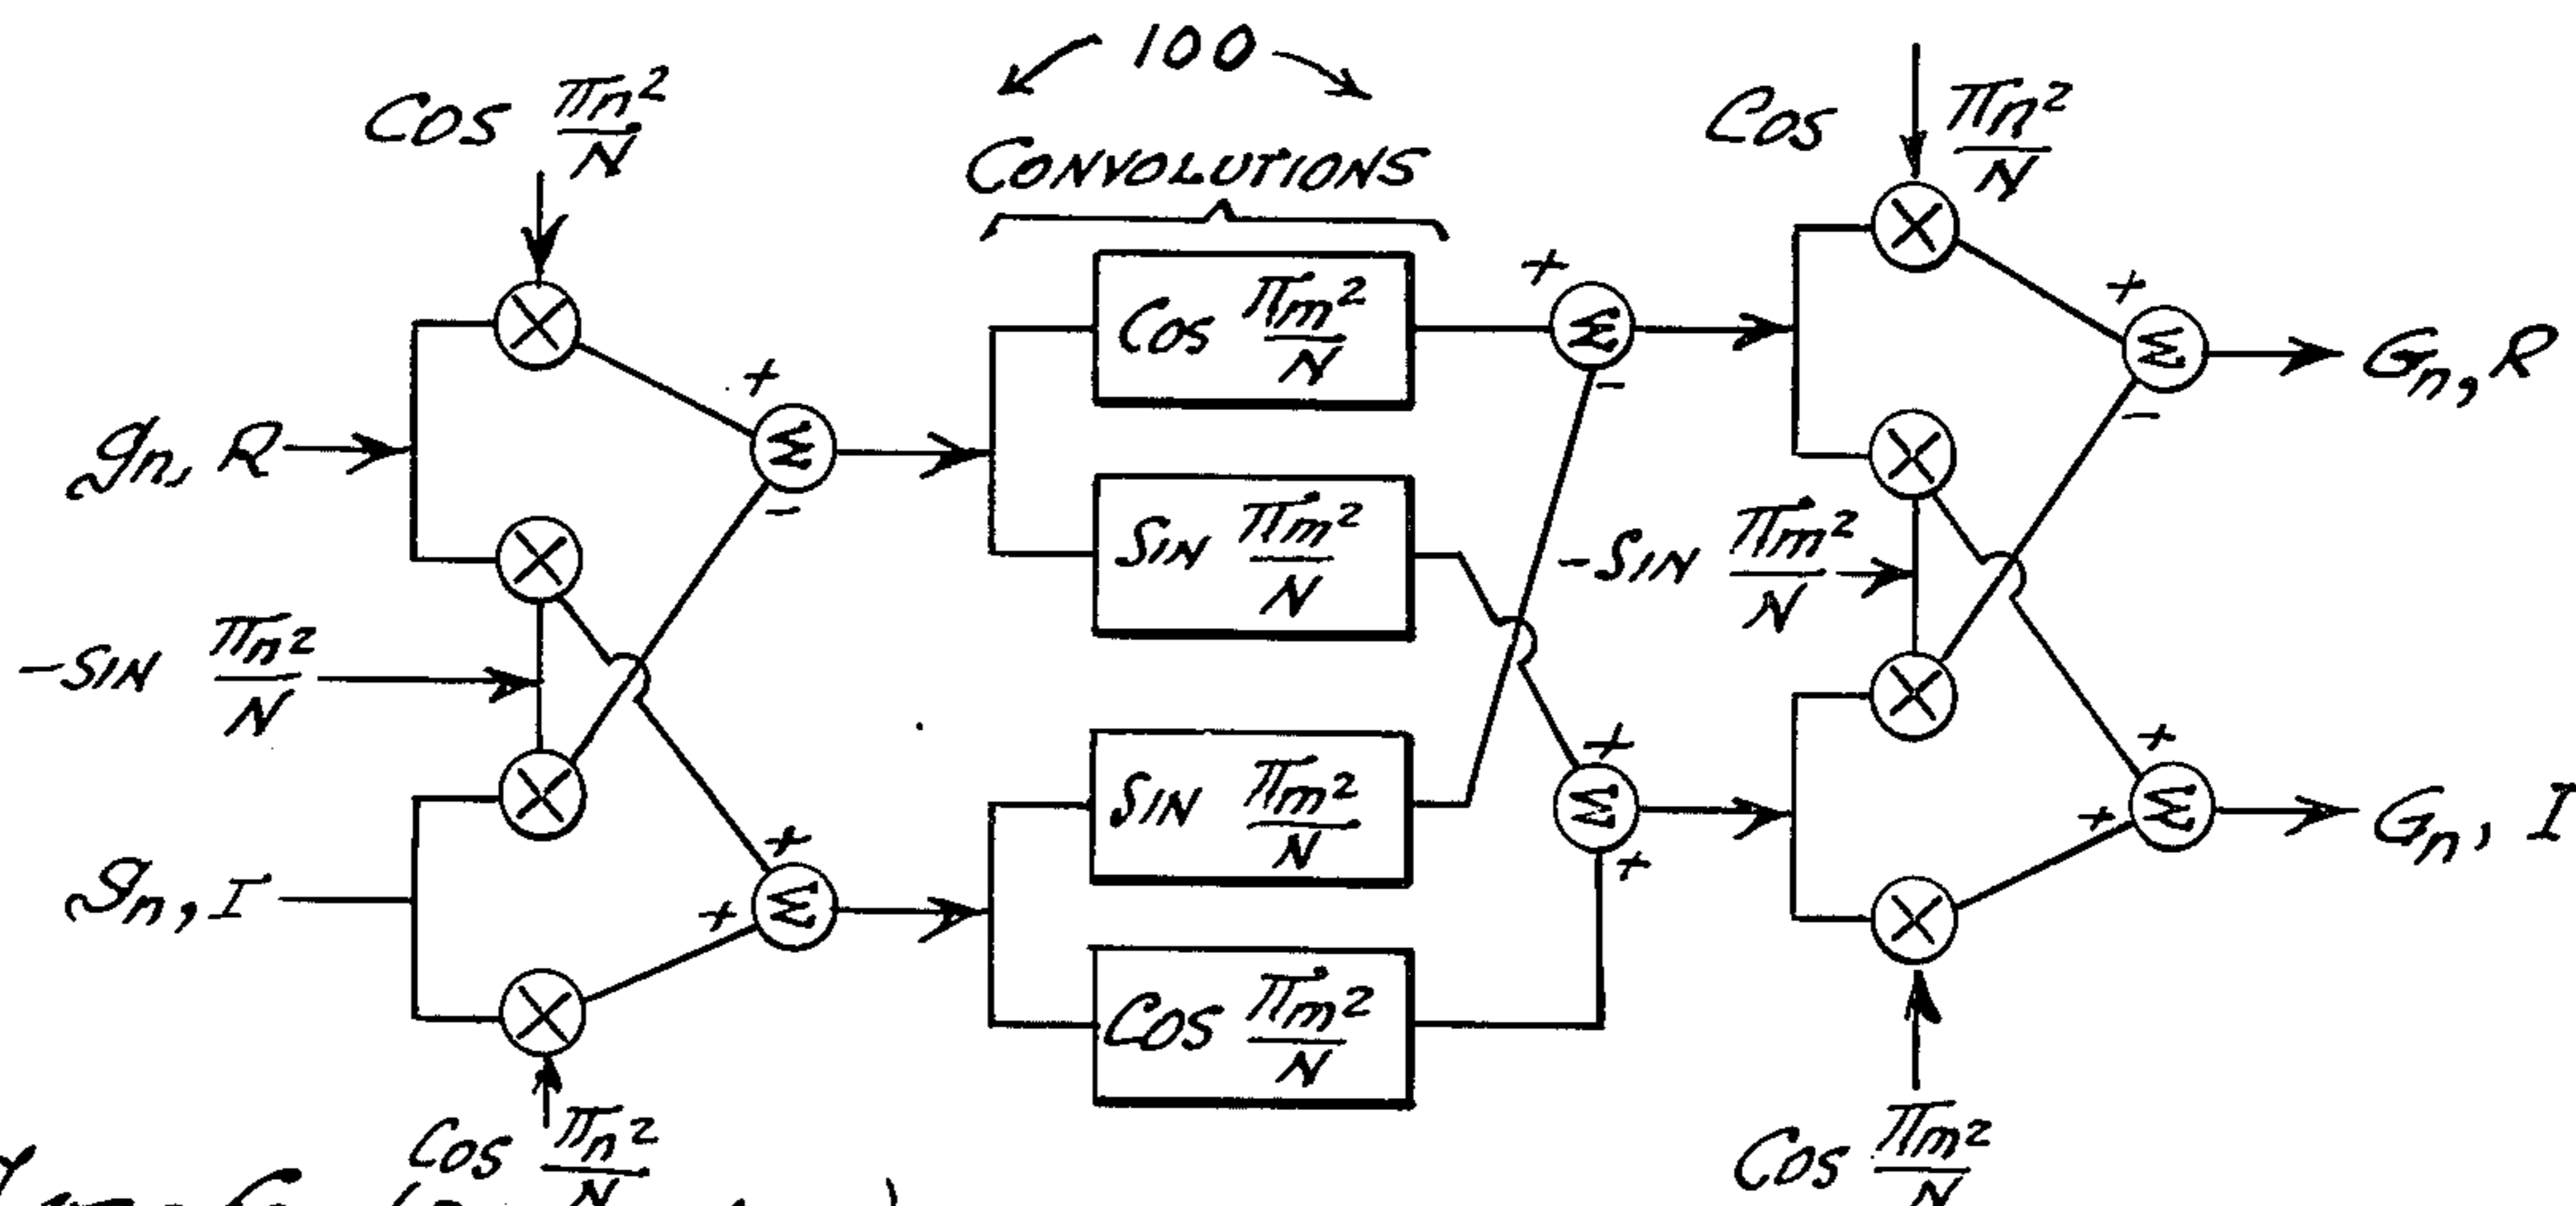 100
COS πn²/N
COS πn²/N
CONVOLUTIONS
+
-
COS πm²/N
+
-
+
-
gn, R
Gn, R
SIN πm²/N
-SIN πm²/N
-SIN πn²/N
+
+
+
+
SIN πm²/N
+
+
gn, I
Gn, I
COS πm²/N
COS πn²/N
COS πm²/N